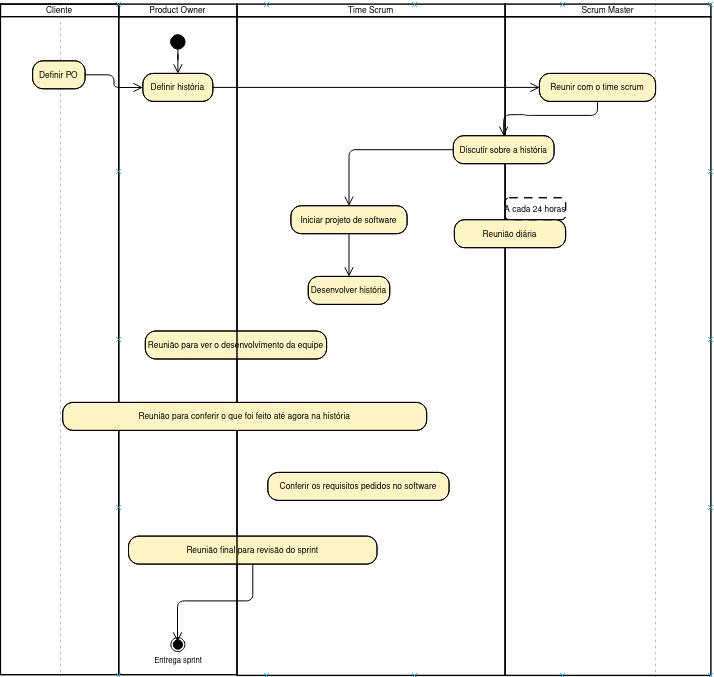 Cliente
Product Owner
Time Scrum
Scrum Master
Definir PO
Definir história
Reunir com o time scrum
Discutir sobre a história
A cada 24 horas
Iniciar projeto de software
Reunião diária
Desenvolver história
Reunião para ver o desenvolvimento da equipe
Reunião para conferir o que foi feito até agora na história
Conferir os requisitos pedidos no software
Reunião final para revisão do sprint
Entrega sprint